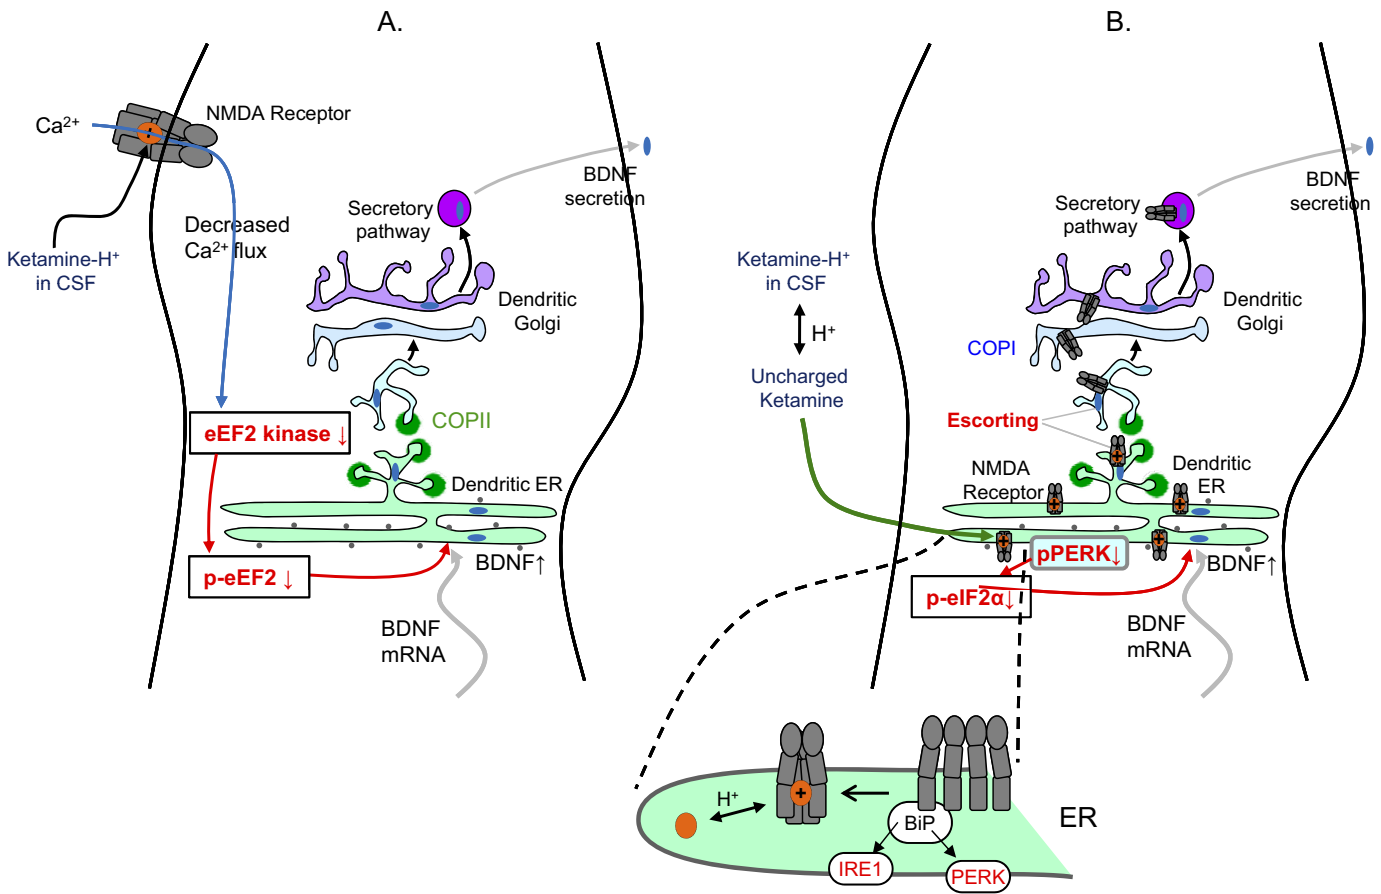 A.
NMDA Receptor
Ca²⁺
Decreased
Ca²⁺ flux
Ketamine-H⁺
in CSF
Secretory
pathway
BDNF
secretion
Dendritic
Golgi
COPII
eEF2 kinase ↓
Dendritic ER
p-eEF2 ↓
BDNF↑
BDNF
mRNA
B.
Ketamine-H⁺
in CSF
H⁺
Uncharged
Ketamine
Secretory
pathway
BDNF
secretion
Dendritic
Golgi
COPI
Escorting
NMDA
Receptor
Dendritic
ER
pPERK↓
p-eIF2α↓
BDNF↑
BDNF
mRNA
H⁺
BiP
IRE1
PERK
ER